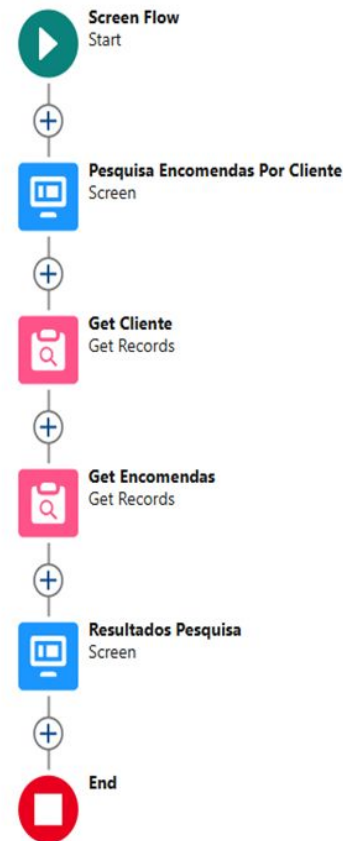 Screen Flow
Start
Pesquisa Encomendas Por Cliente
Screen
Get Cliente
Get Records
Get Encomendas
Get Records
Resultados Pesquisa
Screen
End